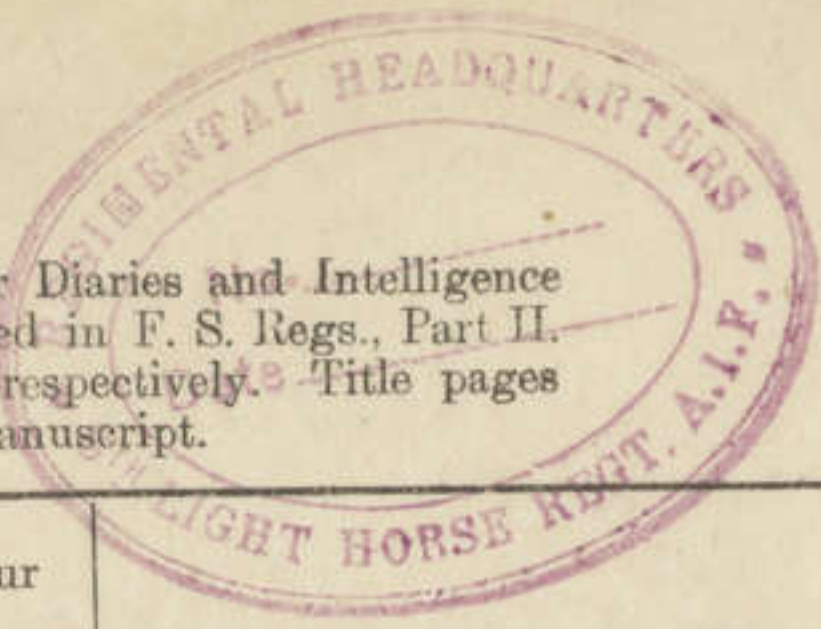 REGIMENTAL HEADQUARTERS
r Diaries and Intelligence
ed in F. S. Regs., Part II.
respectively. Title pages
anuscript.
LIGHT HORSE REGT. A.I.F.
ur